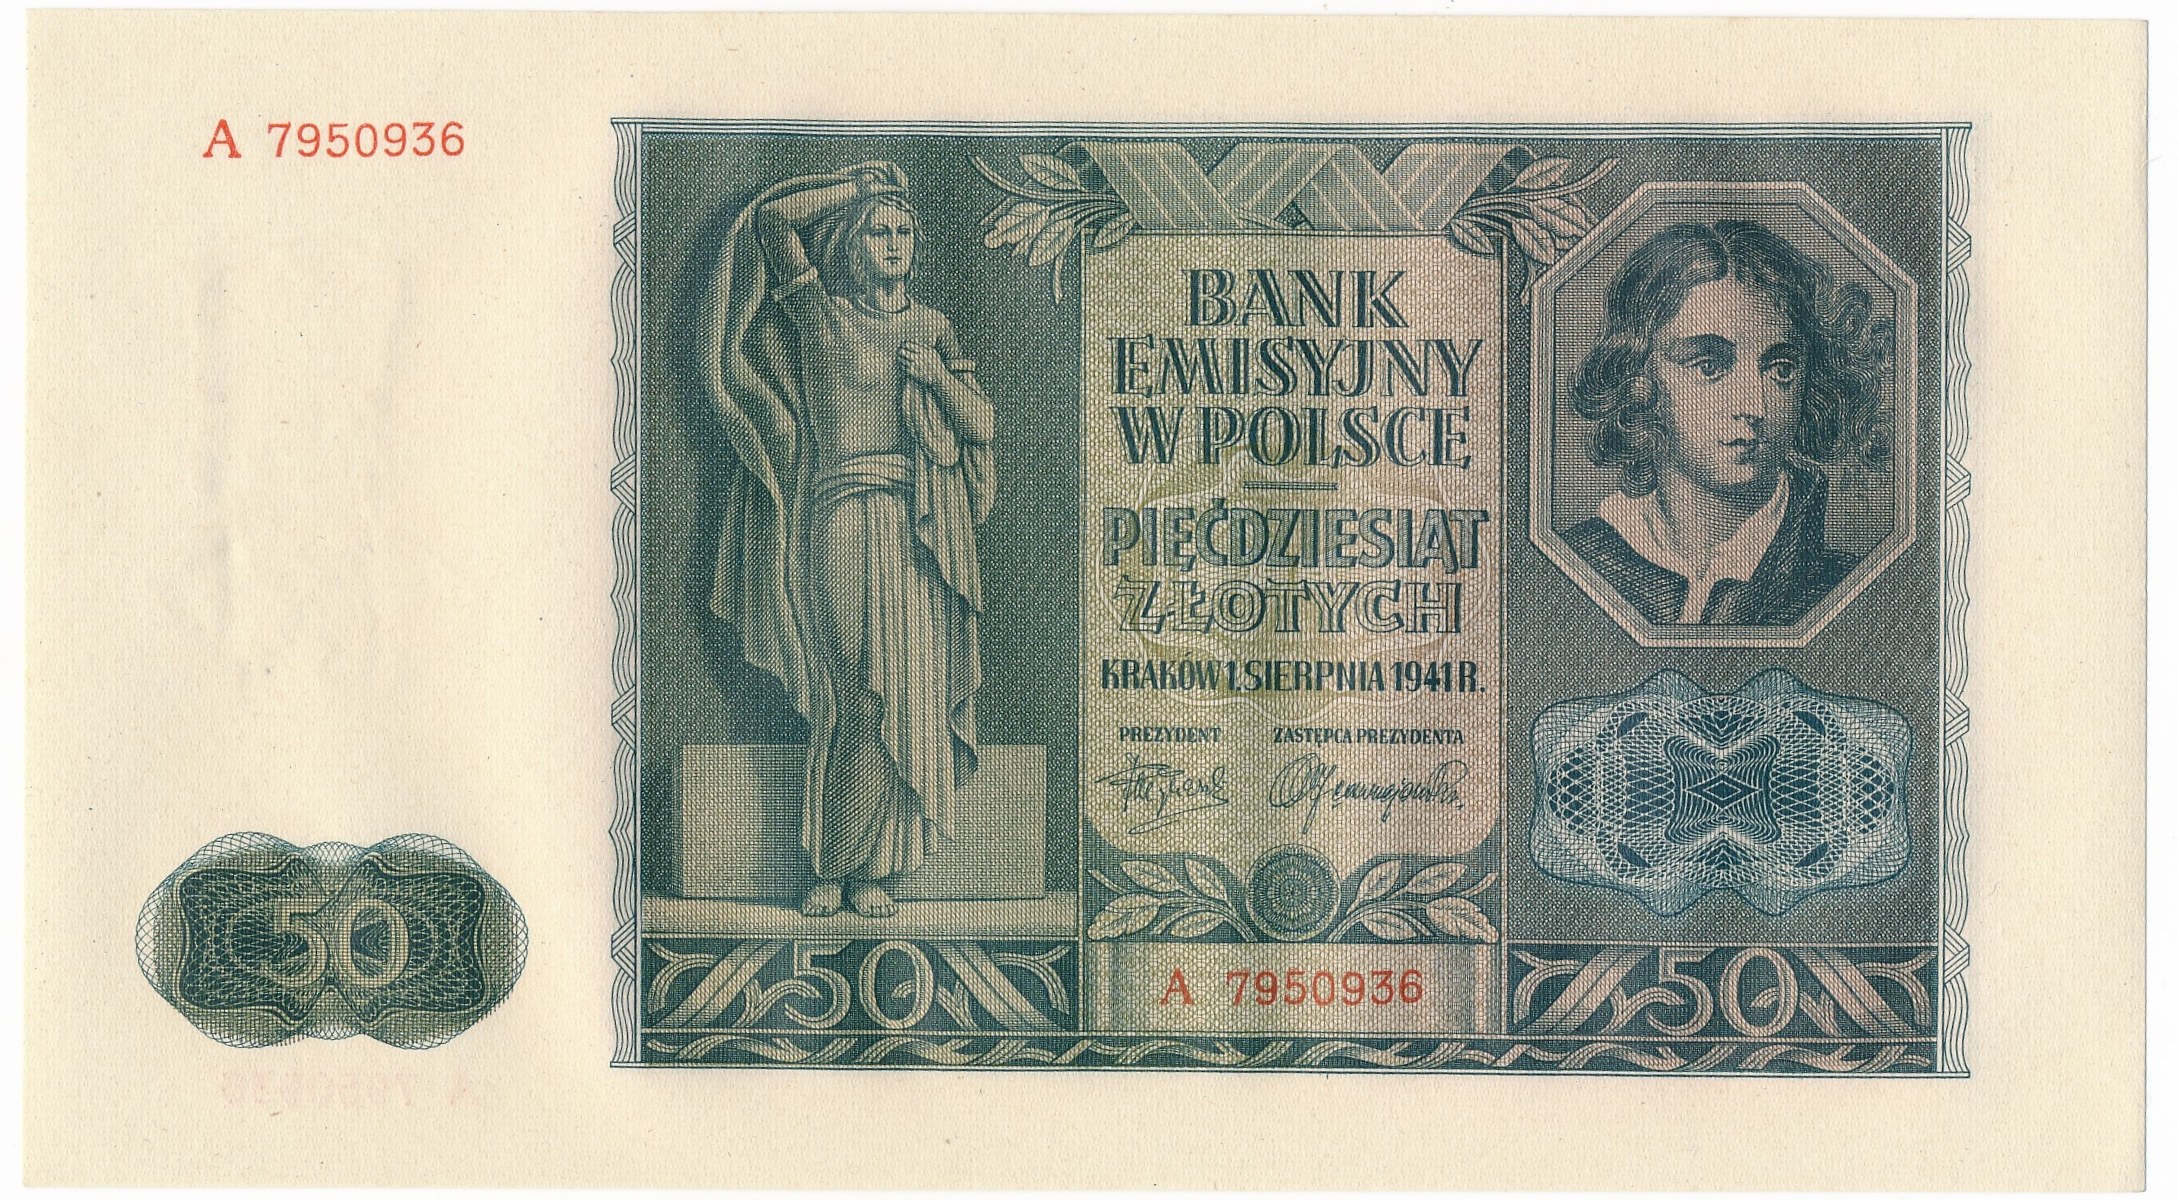 A 7950936
BANK
EMISYJNY
W POLSCE
PIĘĆDZIESIĄT
ZŁOTYCH
KRAKÓW 1. SIERPNIA 1941 R.
PREZYDENT ZASTĘPCA PREZYDENTA
50
50 A 7950936 50